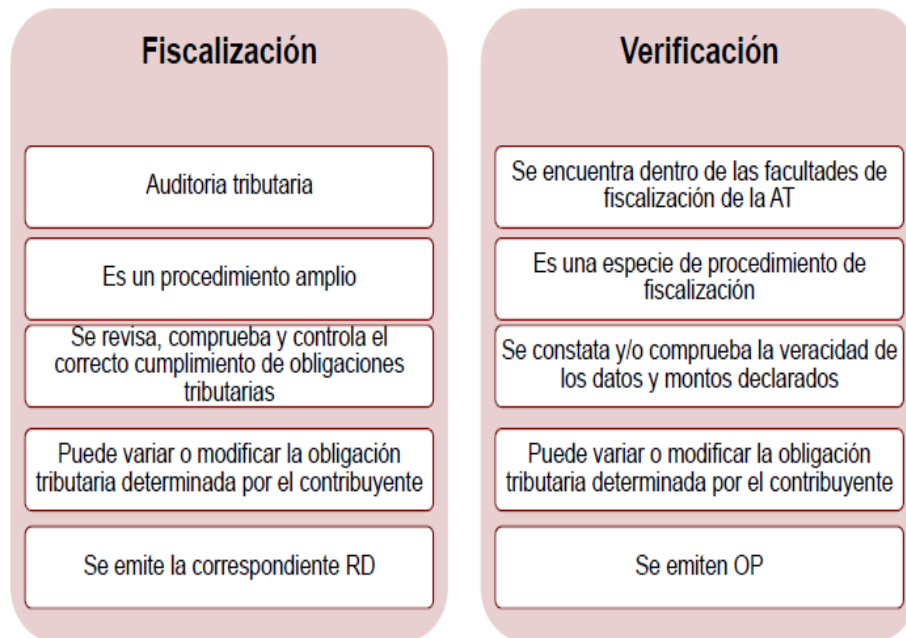 Fiscalización
Auditoria tributaria
Es un procedimiento amplio
Se revisa, comprueba y controla el
correcto cumplimiento de obligaciones
tributarias
Puede variar o modificar la obligación
tributaria determinada por el contribuyente
Se emite la correspondiente RD
Verificación
Se encuentra dentro de las facultades de
fiscalización de la AT
Es una especie de procedimiento de
fiscalización
Se constata y/o comprueba la veracidad de
los datos y montos declarados
Puede variar o modificar la obligación
tributaria determinada por el contribuyente
Se emiten OP